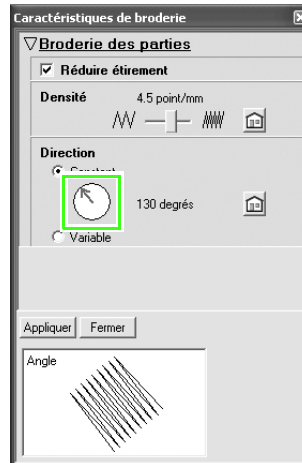 Caractéristiques de broderie
Broderie des parties
Réduire étirement
Densité 4.5 point/mm
Direction
Constant
130 degrés
Variable
Appliquer Fermer
Angle